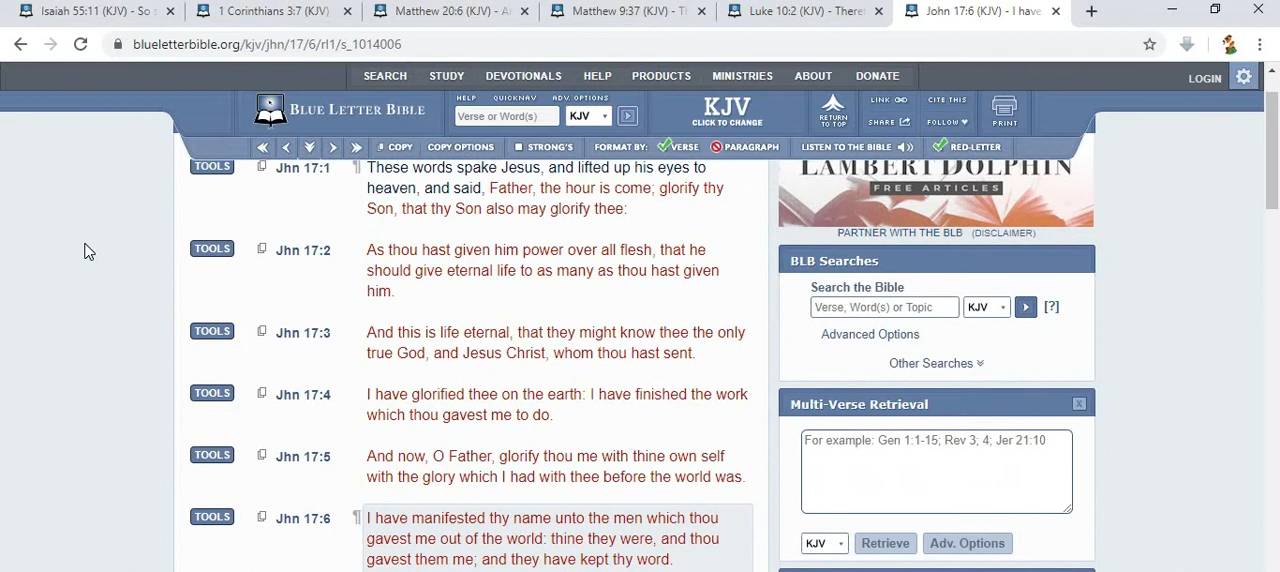 Isaiah 55:11 (KJV) - So s
1 Corinthians 3:7 (KJV)
Matthew 20:6 (KJV) - A
Matthew 9:37 (KJV) - T
Luke 10:2 (KJV) - There
John 17:6 (KJV) - I have
blueletterbible.org/kjv/jhn/17/6/rl1/s_1014006
SEARCH STUDY DEVOTIONALS HELP PRODUCTS MINISTRIES ABOUT DONATE LOGIN
BLUE LETTER BIBLE
HELP QUICKNAV ADV. OPTIONS
Verse or Word(s) KJV
KJV
CLICK TO CHANGE
RETURN
TO TOP
LINK CITE THIS
SHARE FOLLOW
PRINT
COPY COPY OPTIONS STRONG'S FORMAT BY: VERSE PARAGRAPH LISTEN TO THE BIBLE RED-LETTER
TOOLS Jhn 17:1 ¶ These words spake Jesus, and lifted up his eyes to
heaven, and said, Father, the hour is come; glorify thy
Son, that thy Son also may glorify thee:
TOOLS Jhn 17:2 As thou hast given him power over all flesh, that he
should give eternal life to as many as thou hast given
him.
TOOLS Jhn 17:3 And this is life eternal, that they might know thee the only
true God, and Jesus Christ, whom thou hast sent.
TOOLS Jhn 17:4 I have glorified thee on the earth: I have finished the work
which thou gavest me to do.
TOOLS Jhn 17:5 And now, O Father, glorify thou me with thine own self
with the glory which I had with thee before the world was.
TOOLS Jhn 17:6 ¶ I have manifested thy name unto the men which thou
gavest me out of the world: thine they were, and thou
gavest them me; and they have kept thy word.
LAMBERT DOLPHIN
FREE ARTICLES
PARTNER WITH THE BLB (DISCLAIMER)
BLB Searches
Search the Bible
Verse, Word(s) or Topic KJV [?]
Advanced Options
Other Searches
Multi-Verse Retrieval X
For example: Gen 1:1-15; Rev 3; 4; Jer 21:10
KJV Retrieve Adv. Options